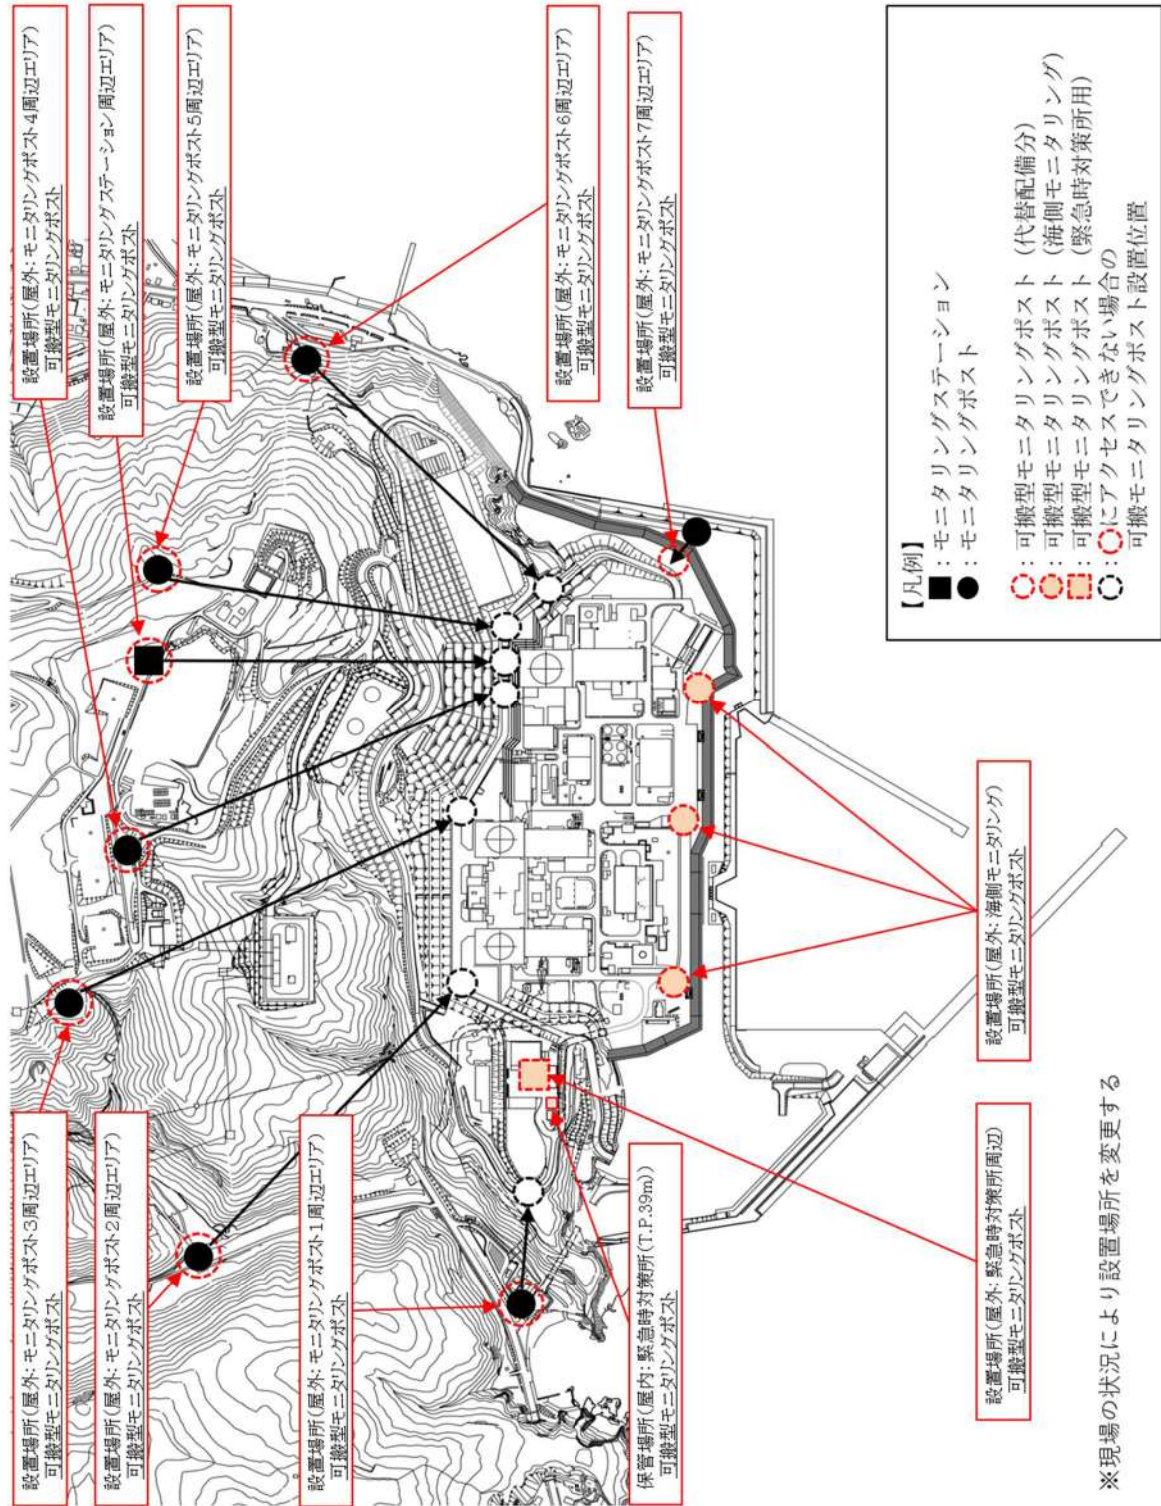 設置場所(屋外:モニタリングポスト3周辺エリア)
可搬型モニタリングポスト
設置場所(屋外:モニタリングポスト2周辺エリア)
可搬型モニタリングポスト
設置場所(屋外:モニタリングポスト1周辺エリア)
可搬型モニタリングポスト
保管場所(屋内:緊急時対策所(T.P.39m))
可搬型モニタリングポスト
設置場所(屋外:モニタリングポスト4周辺エリア)
可搬型モニタリングポスト
設置場所(屋外:モニタリングステーション周辺エリア)
可搬型モニタリングポスト
設置場所(屋外:モニタリングポスト5周辺エリア)
可搬型モニタリングポスト
設置場所(屋外:モニタリングポスト6周辺エリア)
可搬型モニタリングポスト
設置場所(屋外:モニタリングポスト7周辺エリア)
可搬型モニタリングポスト
設置場所(屋外:緊急時対策所周辺)
可搬型モニタリングポスト
設置場所(屋外:海側モニタリング)
可搬型モニタリングポスト
【凡例】
:モニタリングステーション
:モニタリングポスト
:可搬型モニタリングポスト(代替配備分)
:可搬型モニタリングポスト(海側モニタリング)
:可搬型モニタリングポスト(緊急時対策所用)
:にアクセスできない場合の
可搬モニタリングポスト設置位置
※現場の状況により設置場所を変更する